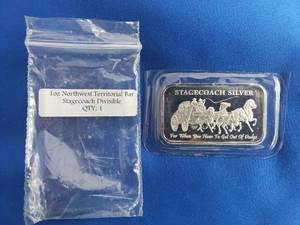 1oz Northwest Territorial Bar
Stagecoach Divisible
QTY: 1
STAGECOACH SILVER
For When You Have To Get Out Of Dodge